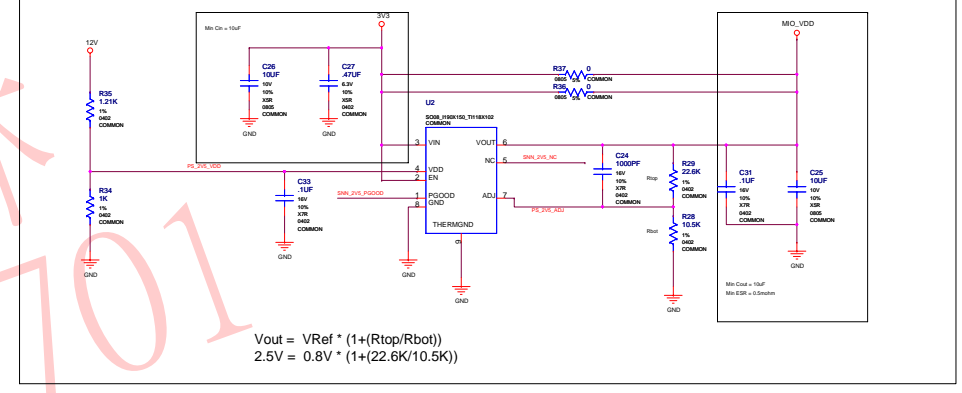 Min Cin = 10uF
3V3
MIO_VDD
12V
C26
10UF
10V
10%
X5R
0805
COMMON
GND
C27
.47UF
6.3V
10%
X5R
0402
COMMON
GND
R37
0
0805
5%
COMMON
R36
0
0805
5%
COMMON
R35
1.21K
1%
0402
COMMON
U2
SO08_I190X150_TI118X102
COMMON
3
VIN
VOUT
6
NC
5
SNN_2V5_NC
PS_2V5_VDD
4
VDD
2
EN
SNN_2V5_PGOOD
1
PGOOD
8
GND
ADJ
7
PS_2V5_ADJ
THERMGND
9
C24
1000PF
16V
10%
X7R
0402
COMMON
R29
22.6K
1%
0402
COMMON
Rtop
C31
.1UF
16V
10%
X7R
0402
COMMON
C25
10UF
10V
10%
X5R
0805
COMMON
GND
R34
1K
1%
0402
COMMON
GND
C33
.1UF
16V
10%
X7R
0402
COMMON
GND
GND
GND
R28
10.5K
1%
0402
COMMON
Rbot
GND
Min Cout = 10uF
Min ESR = 0.5mohm
Vout = VRef * (1+(Rtop/Rbot))
2.5V = 0.8V * (1+(22.6K/10.5K))
701